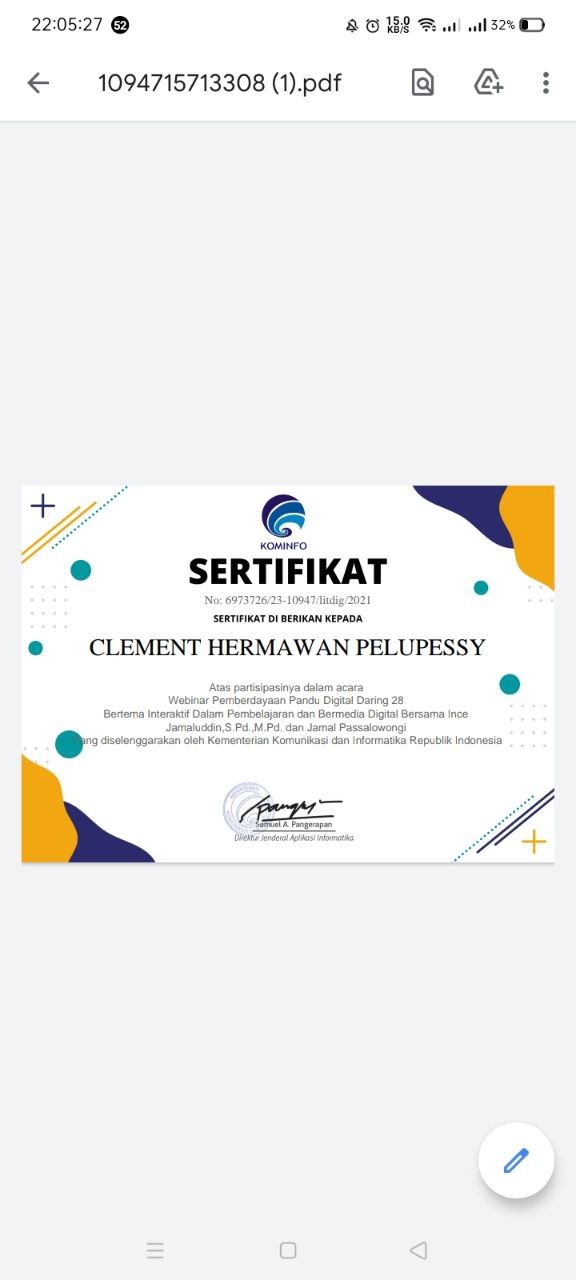 22:05:27 52 15.0 KB/S 32%
1094715713308 (1).pdf
KOMINFO
SERTIFIKAT
No: 6973726/23-10947/litdig/2021
SERTIFIKAT DI BERIKAN KEPADA
CLEMENT HERMAWAN PELUPESSY
Atas partisipasinya dalam acara
Webinar Pemberdayaan Pandu Digital Daring 28
Bertema Interaktif Dalam Pembelajaran dan Bermedia Digital Bersama Ince
Jamaluddin,S.Pd.,M.Pd. dan Jamal Passalowongi
Yang diselenggarakan oleh Kementerian Komunikasi dan Informatika Republik Indonesia
Semuel A. Pangerapan
Direktur Jenderal Aplikasi Informatika